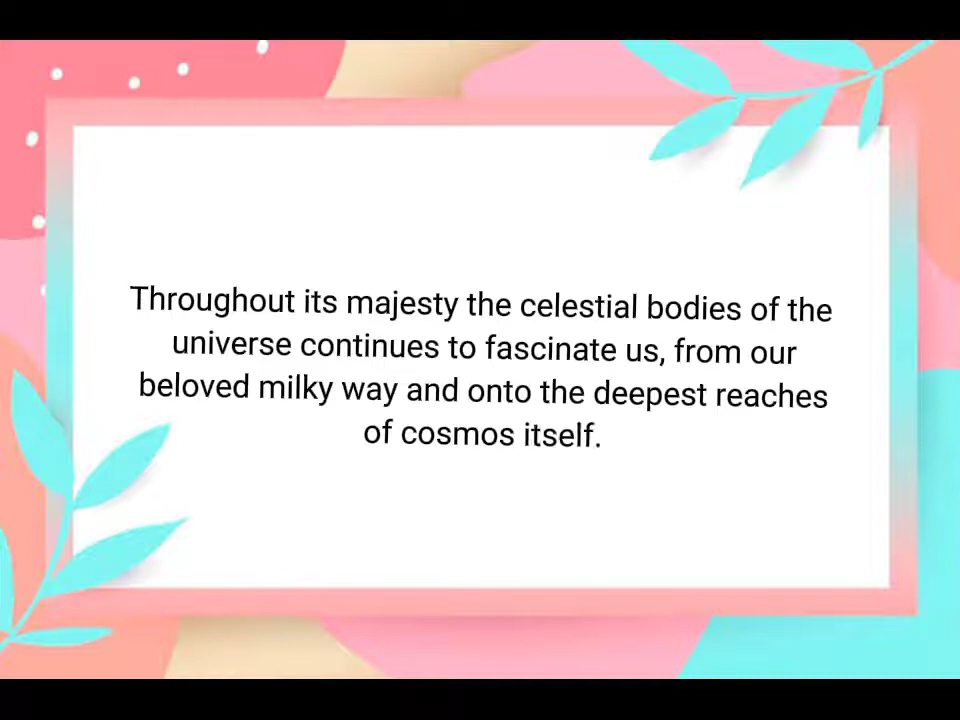 Throughout its majesty the celestial bodies of the
universe continues to fascinate us, from our
beloved milky way and onto the deepest reaches
of cosmos itself.